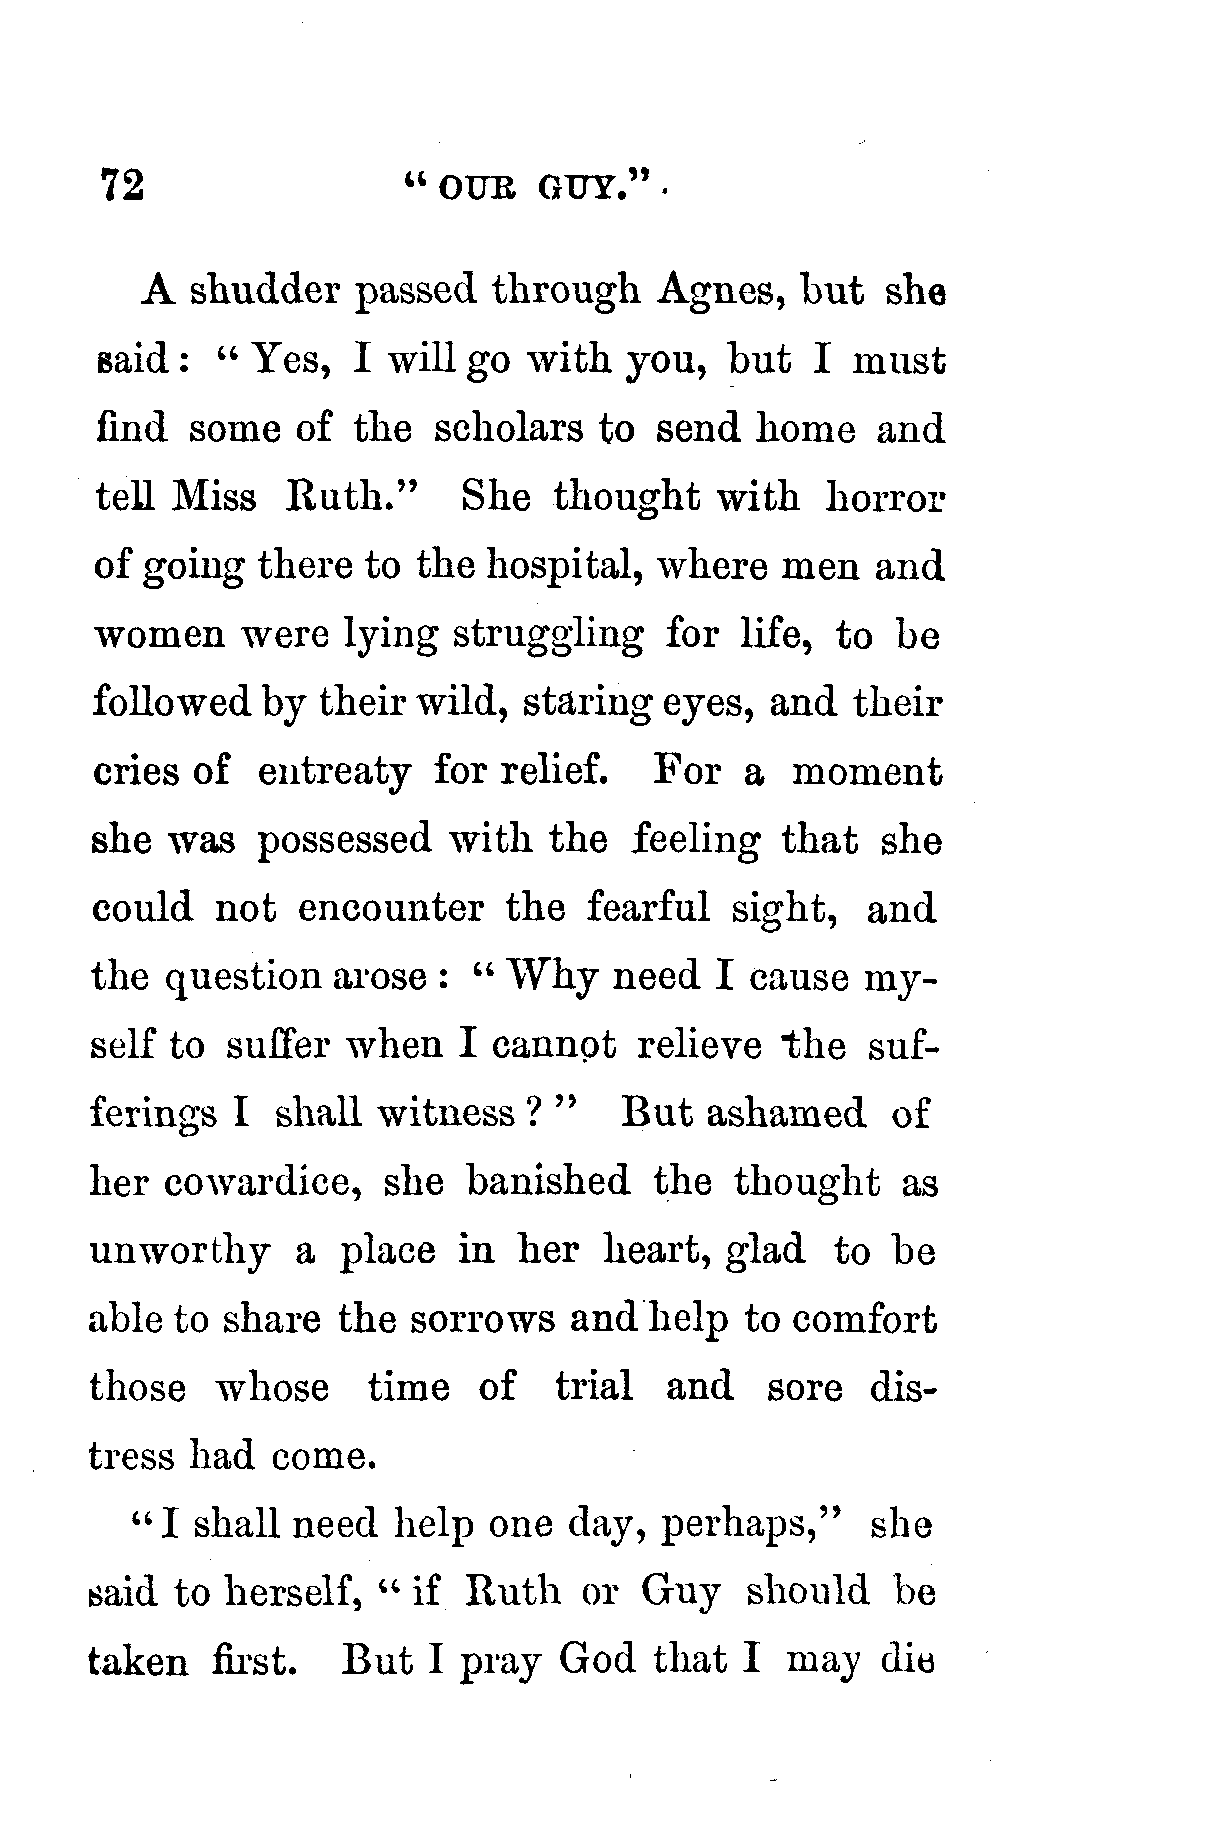 72 “ OUR GUY.”
A shudder passed through Agnes, but she
said : “ Yes, I will go with you, but I must
find some of the scholars to send home and
tell Miss Ruth.” She thought with horror
of going there to the hospital, where men and
women were lying struggling for life, to be
followed by their wild, staring eyes, and their
cries of entreaty for relief. For a moment
she was possessed with the feeling that she
could not encounter the fearful sight, and
the question arose : “ Why need I cause my-
self to suffer when I cannot relieve the suf-
ferings I shall witness ? ” But ashamed of
her cowardice, she banished the thought as
unworthy a place in her heart, glad to be
able to share the sorrows and help to comfort
those whose time of trial and sore dis-
tress had come.
“ I shall need help one day, perhaps,” she
said to herself, “ if Ruth or Guy should be
taken first. But I pray God that I may die